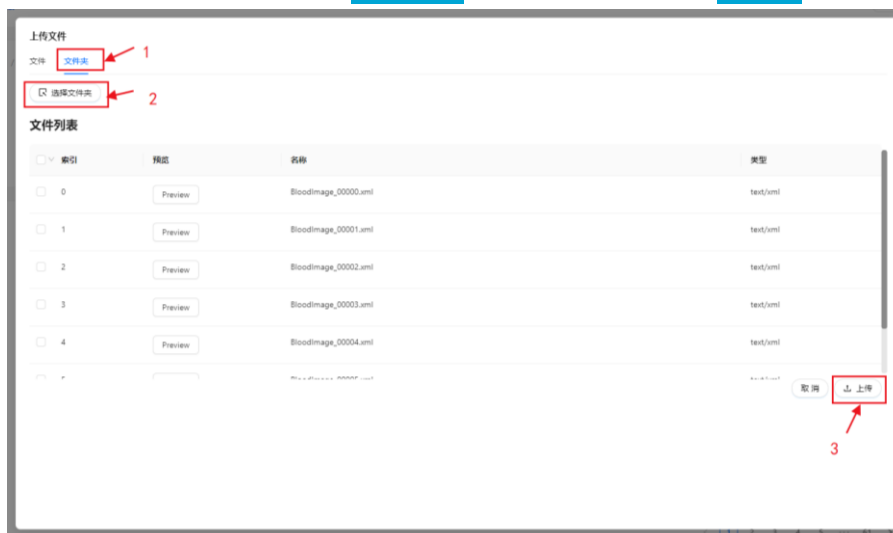 上传文件
文件 文件夹 1
选择文件夹 2
文件列表
索引 预览 名称 类型
0 Preview BloodImage_00000.xml text/xml
1 Preview BloodImage_00001.xml text/xml
2 Preview BloodImage_00002.xml text/xml
3 Preview BloodImage_00003.xml text/xml
4 Preview BloodImage_00004.xml text/xml
取消 上传
3